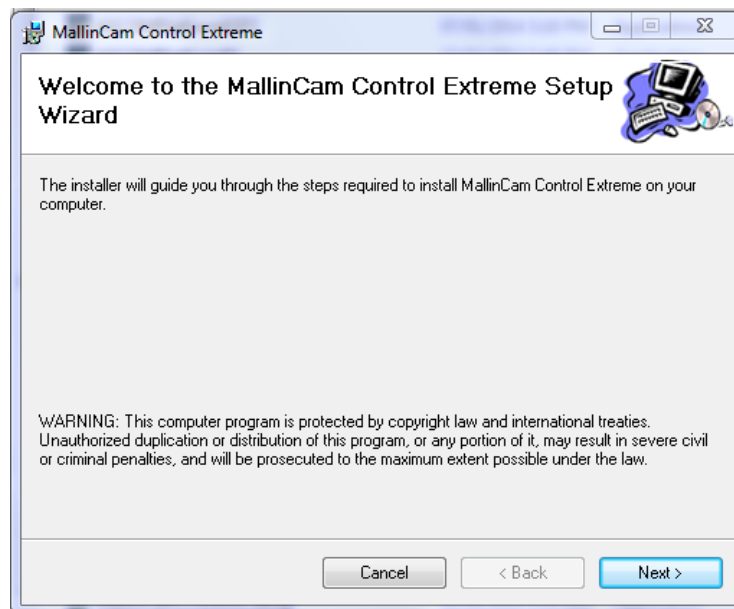 MallinCam Control Extreme
Welcome to the MallinCam Control Extreme Setup
Wizard
The installer will guide you through the steps required to install MallinCam Control Extreme on your
computer.
WARNING: This computer program is protected by copyright law and international treaties.
Unauthorized duplication or distribution of this program, or any portion of it, may result in severe civil
or criminal penalties, and will be prosecuted to the maximum extent possible under the law.
Cancel
< Back
Next >